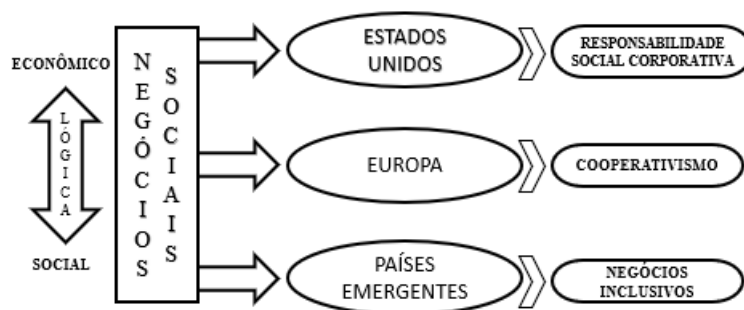 ECONÔMICO
LÓGICA
SOCIAL
NEGÓCIOS
SOCIAIS
ESTADOS
UNIDOS
RESPONSABILIDADE
SOCIAL CORPORATIVA
EUROPA
COOPERATIVISMO
PAÍSES
EMERGENTES
NEGÓCIOS
INCLUSIVOS